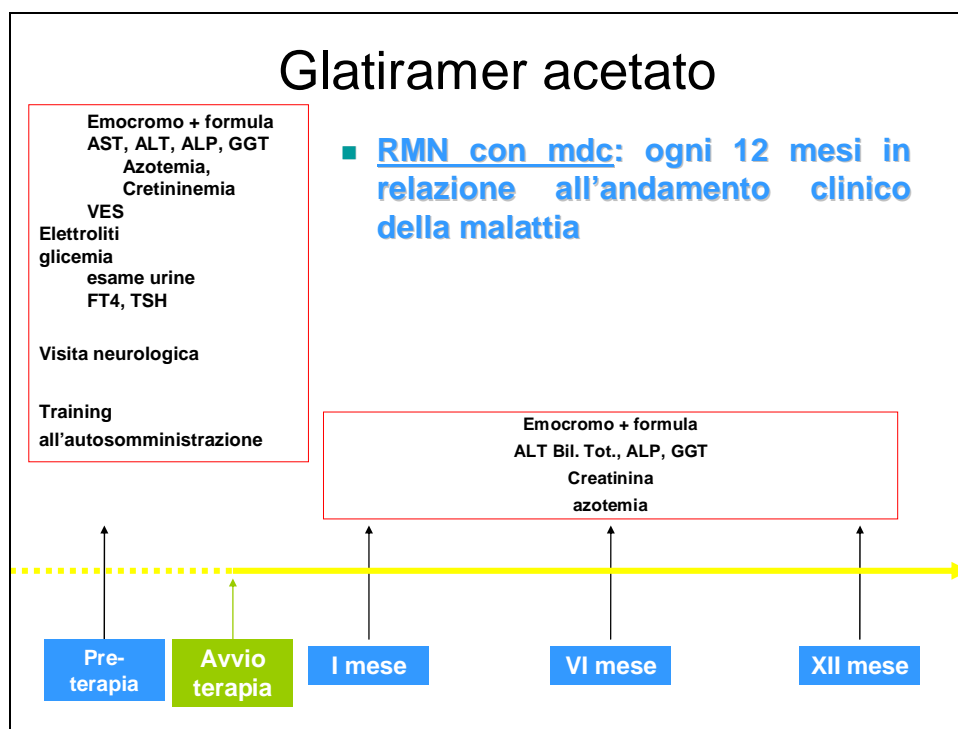 Glatiramer acetato
Emocromo + formula
AST, ALT, ALP, GGT
Azotemia,
Cretininemia
VES
Elettroliti
glicemia
esame urine
FT4, TSH
Visita neurologica
Training
all'autosomministrazione
RMN con mdc: ogni 12 mesi in
relazione all'andamento clinico
della malattia
Emocromo + formula
ALT Bil. Tot., ALP, GGT
Creatinina
azotemia
Pre-
terapia
Avvio
terapia
I mese
VI mese
XII mese